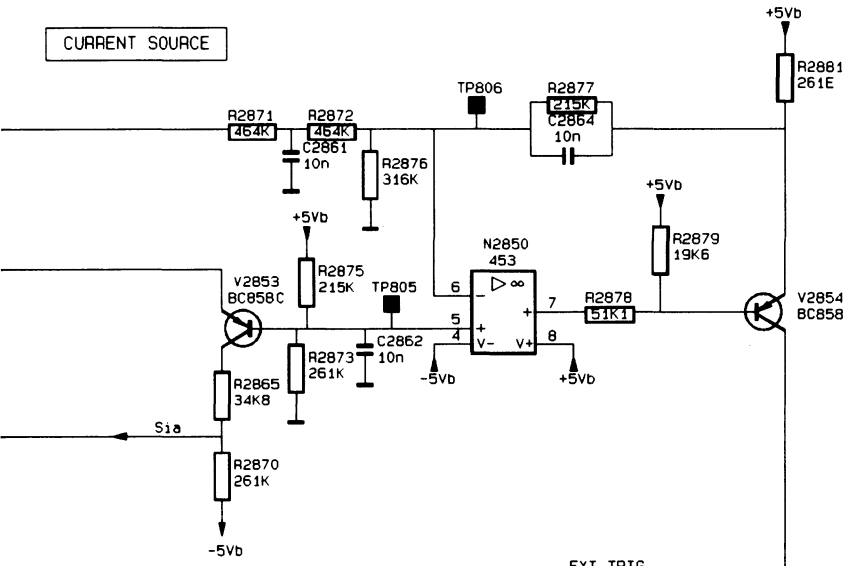 CURRENT SOURCE
+5Vb
R2881
261E
TP806
R2877
215K
C2864
10n
R2871
464K
R2872
464K
C2861
10n
R2876
316K
+5Vb
R2879
19K6
+5Vb
R2875
215K
TP805
N2850
453
▷ ∞
V2853
BC858C
6
-
5
+
4
V-
+
7
V+
8
R2878
51K1
V2854
BC858
C2862
10n
R2873
261K
-5Vb
+5Vb
R2865
34K8
Sia
R2870
261K
-5Vb
EXT TRIG